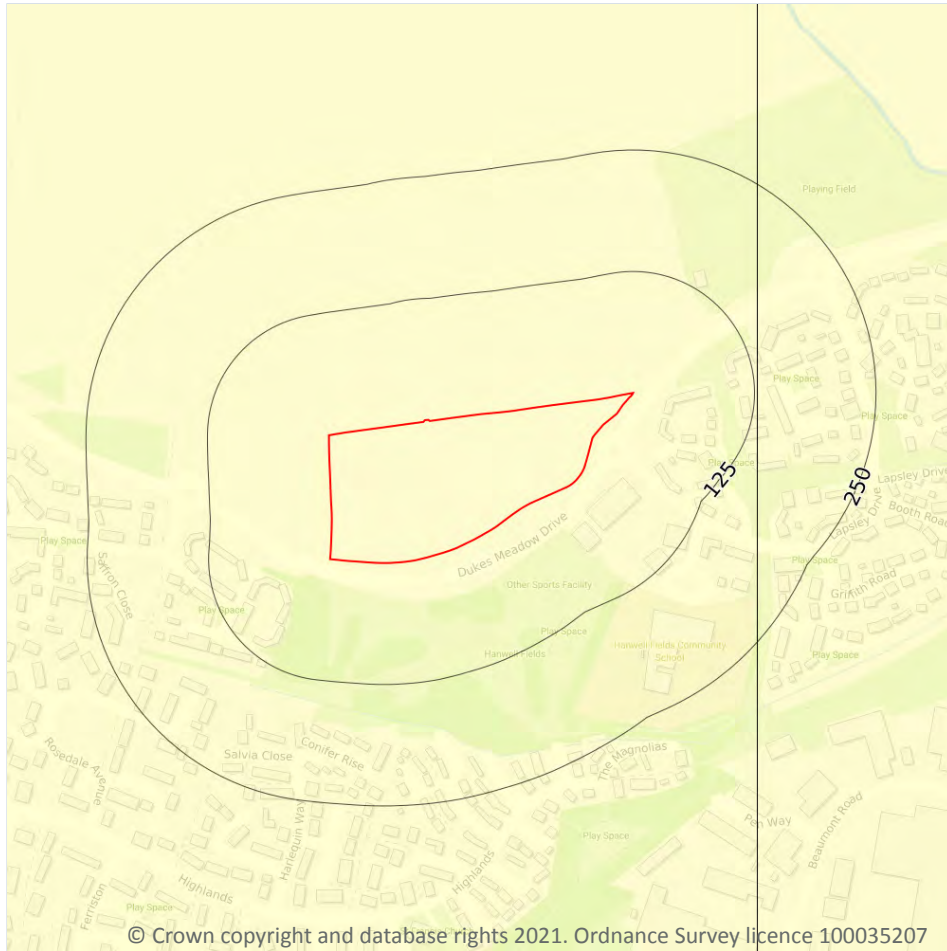 Playing Field
Play Space
Play Space
Play Space
125
250
Lapsley Drive
Lapsley Drive
Booth Road
Play Space
Saffron Close
Dukes Meadow Drive
Play Space
Griffith Road
Other Sports Facility
Play Space
Play Space
Hanwell Fields
Hanwell Fields Community
School
Play Space
Rosedale Avenue
Salvia Close
Conifer Rise
The Magnolias
Harlequin Way
Pen Way
Beaumont Road
Play Space
Highlands
Highlands
Ferriston
Play Space
© Crown copyright and database rights 2021. Ordnance Survey licence 100035207